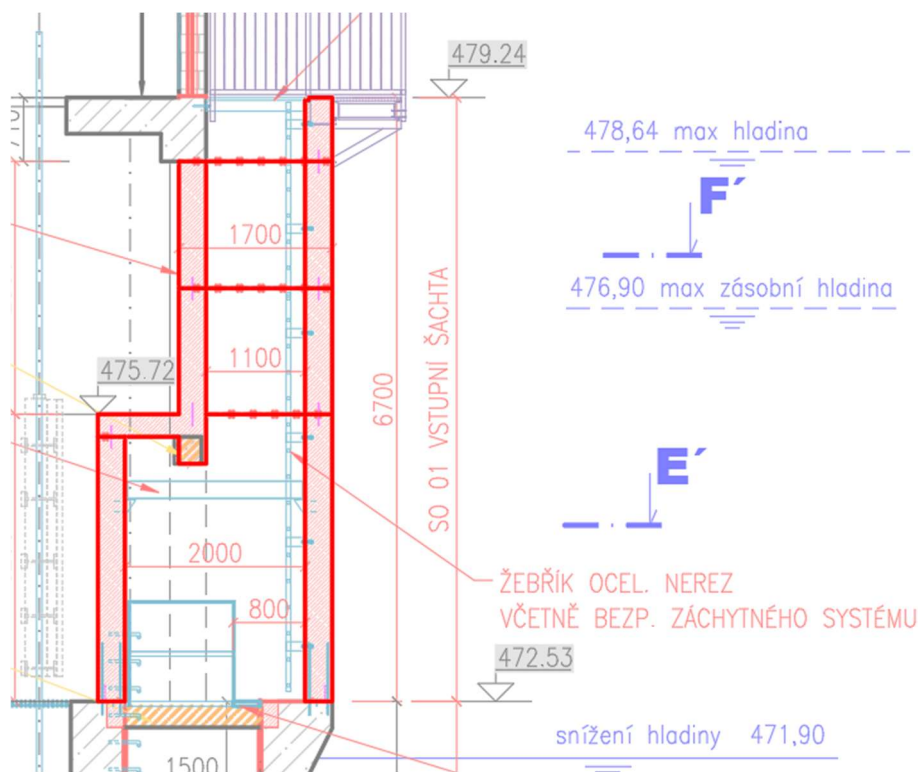 479.24
478,64 max hladina
F´
1700
476,90 max zásobní hladina
1100
475.72
6700
SO 01 VSTUPNÍ ŠACHTA
E´
2000
800
ŽEBŘÍK OCEL. NEREZ
VČETNĚ BEZP. ZÁCHYTNÉHO SYSTÉMU
472.53
snížení hladiny 471,90
1500